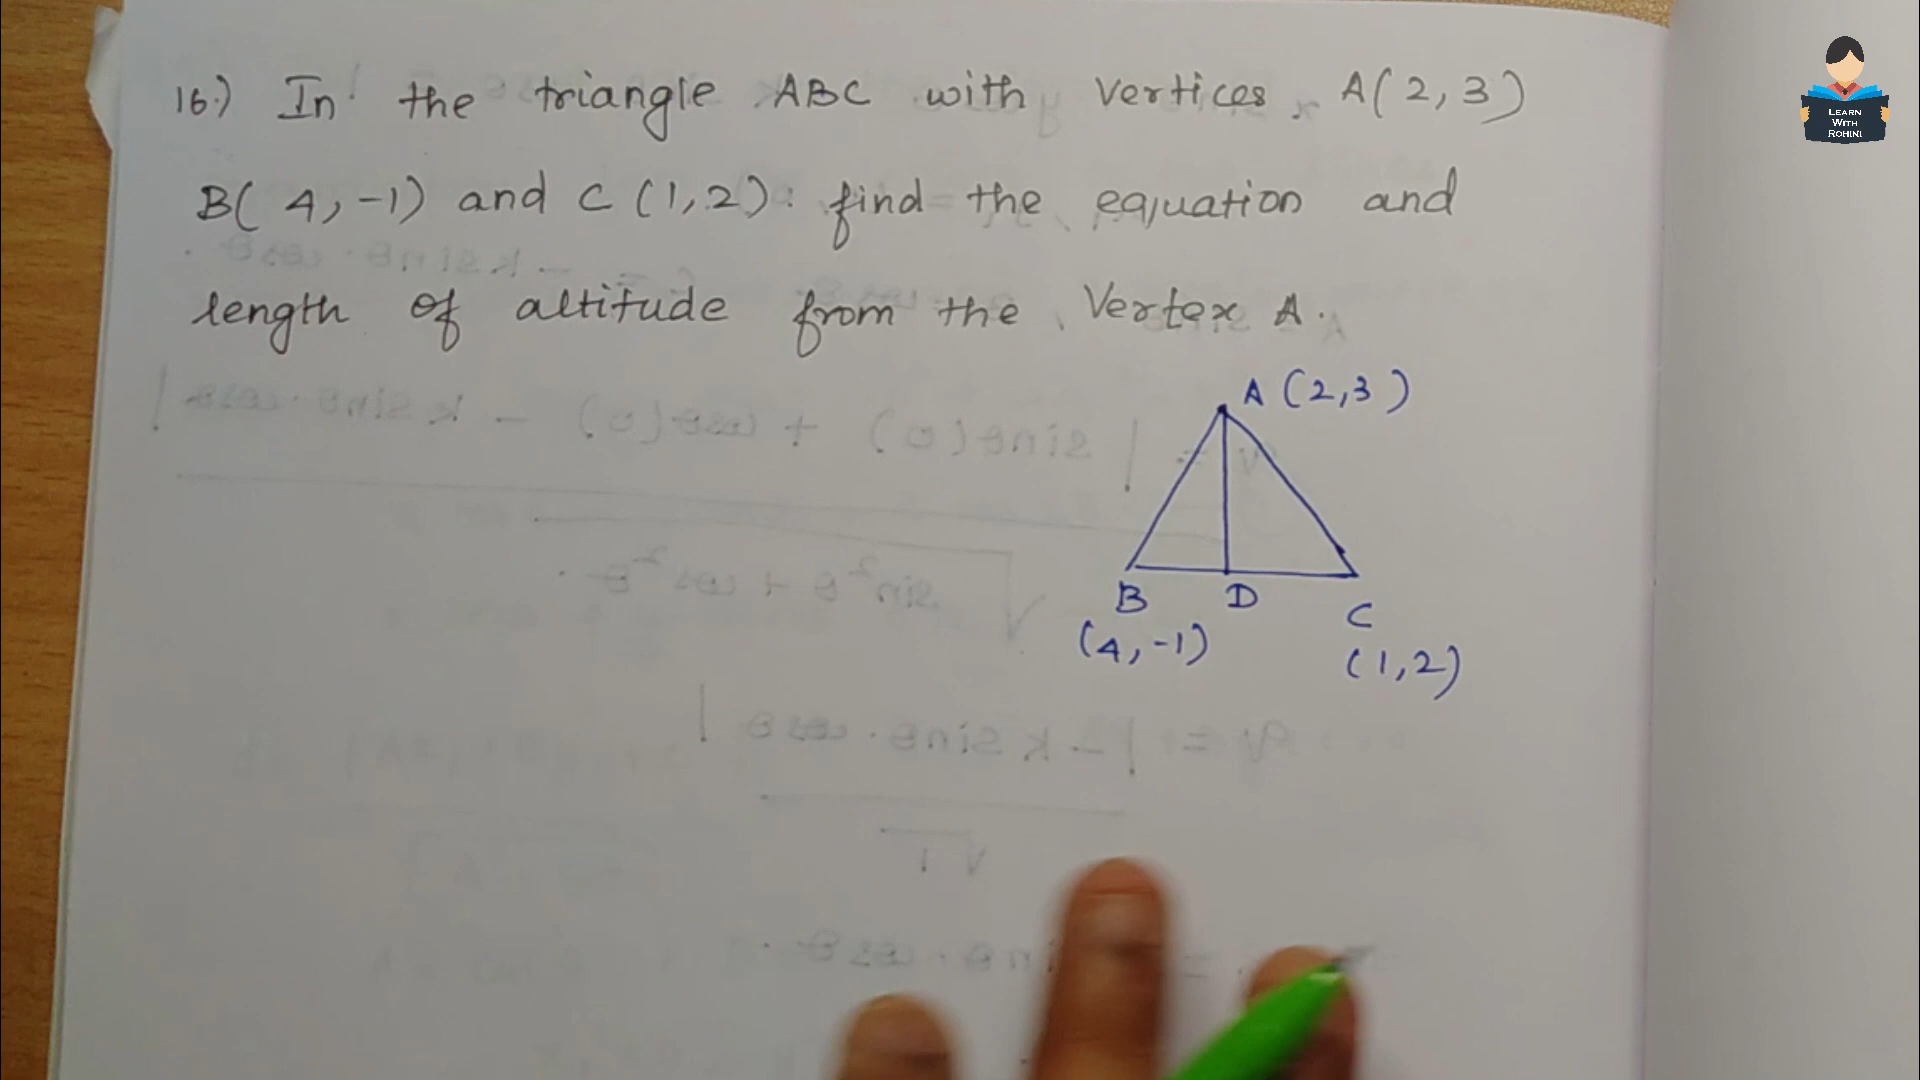 16.) In the triangle ABC with vertices A(2,3)
B(4,-1) and C(1,2). find the equation and
length of altitude from the Vertex A.
A (2,3)
B D C
(4,-1) (1,2)
LEARN
WITH
ROHINI